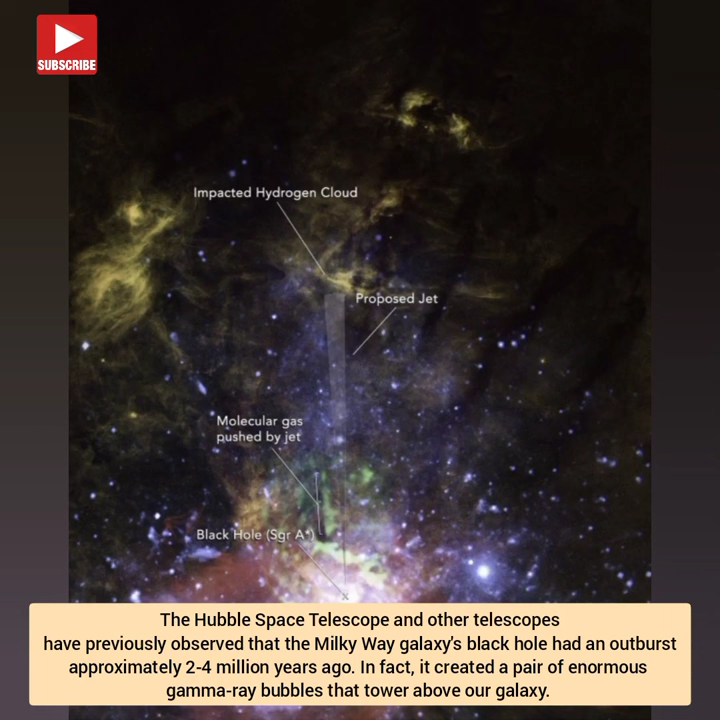 SUBSCRIBE
Impacted Hydrogen Cloud
Proposed Jet
Molecular gas
pushed by jet
Black Hole (Sgr A*)
The Hubble Space Telescope and other telescopes
have previously observed that the Milky Way galaxy's black hole had an outburst
approximately 2-4 million years ago. In fact, it created a pair of enormous
gamma-ray bubbles that tower above our galaxy.